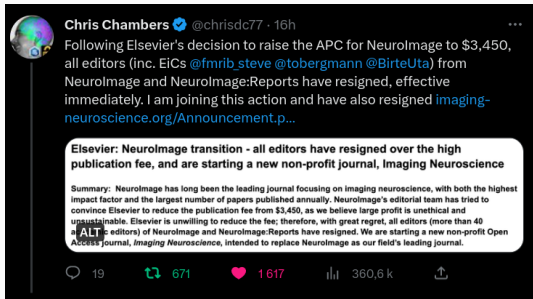 Chris Chambers @chrisdc77 · 16h
Following Elsevier's decision to raise the APC for NeuroImage to $3,450,
all editors (inc. EiCs @fmrib_steve @tobergmann @BirteUta) from
NeuroImage and NeuroImage:Reports have resigned, effective
immediately. I am joining this action and have also resigned imaging-
neuroscience.org/Announcement.p...
Elsevier: NeuroImage transition - all editors have resigned over the high
publication fee, and are starting a new non-profit journal, Imaging Neuroscience
Summary: NeuroImage has long been the leading journal focusing on imaging neuroscience, with both the highest
impact factor and the largest number of papers published annually. NeuroImage's editorial team has tried to
convince Elsevier to reduce the publication fee from $3,450, as we believe large profit is unethical and
unsustainable. Elsevier is unwilling to reduce the fee; therefore, with great regret, all editors (more than 40
ALT editors) of NeuroImage and NeuroImage:Reports have resigned. We are starting a new non-profit Open
Access journal, Imaging Neuroscience, intended to replace NeuroImage as our field's leading journal.
19 671 1 617 360,6 k